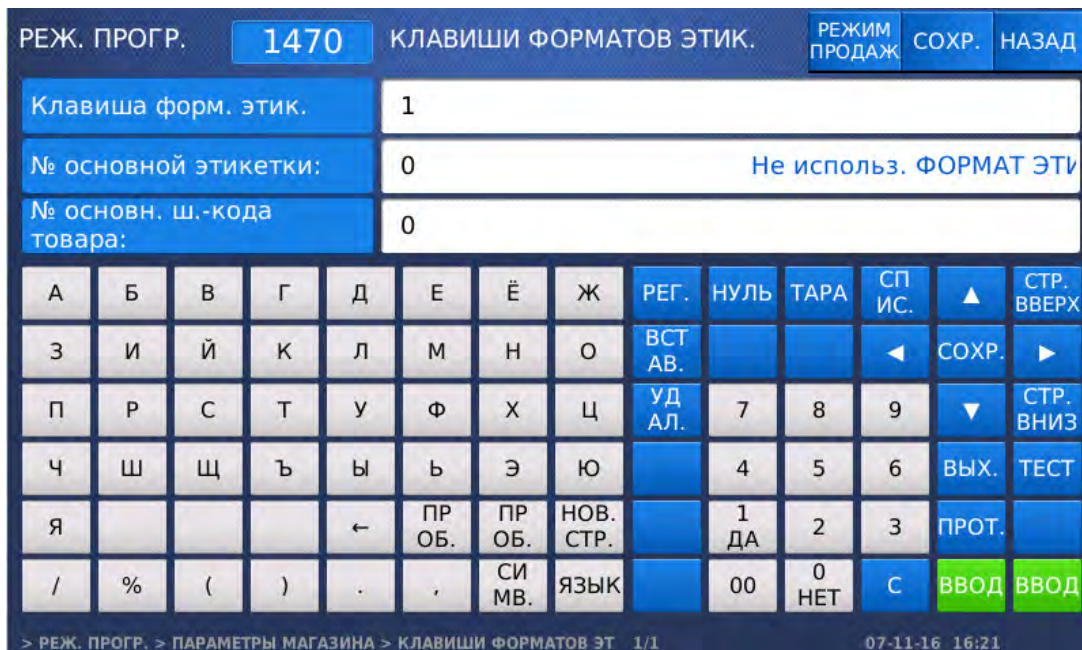 РЕЖ. ПРОГР. 1470 КЛАВИШИ ФОРМАТОВ ЭТИК. РЕЖИМ ПРОДАЖ СОХР. НАЗАД
Клавиша форм. этик. 1
№ основной этикетки: 0 Не использ. ФОРМАТ ЭТИ
№ основн. ш.-кода
товара: 0
А Б В Г Д Е Ё Ж РЕГ. НУЛЬ ТАРА СП ИС. ▲ СТР. ВВЕРХ
З И Й К Л М Н О ВСТ АВ. ◀ СОХР. ▶
П Р С Т У Ф Х Ц УД АЛ. 7 8 9 ▼ СТР. ВНИЗ
Ч Ш Щ Ъ Ы Ь Э Ю 4 5 6 ВЫХ. ТЕСТ
Я ← ПР ОБ. ПР ОБ. НОВ. СТР. 1 ДА 2 3 ПРОТ.
/ % ( ) . , СИ МВ. ЯЗЫК 00 0 НЕТ С ВВОД ВВОД
> РЕЖ. ПРОГР. > ПАРАМЕТРЫ МАГАЗИНА > КЛАВИШИ ФОРМАТОВ ЭТ 1/1 07-11-16 16:21